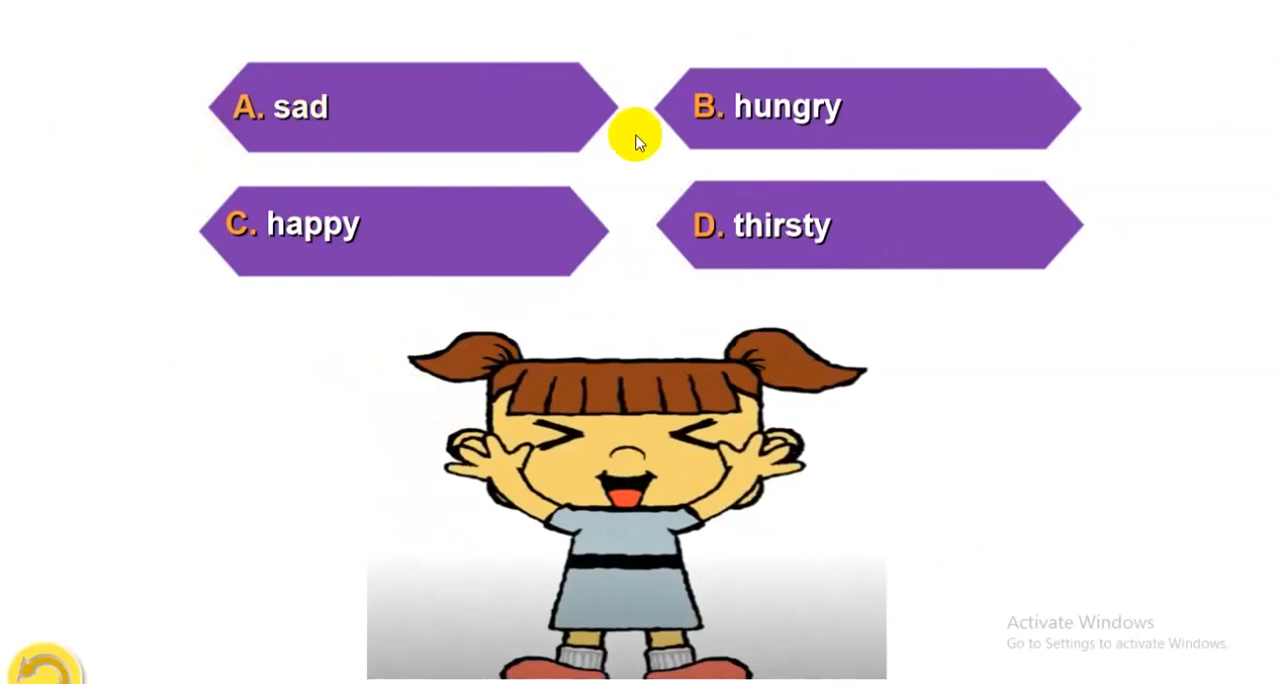 A. sad
B. hungry
C. happy
D. thirsty
Activate Windows
Go to Settings to activate Windows.